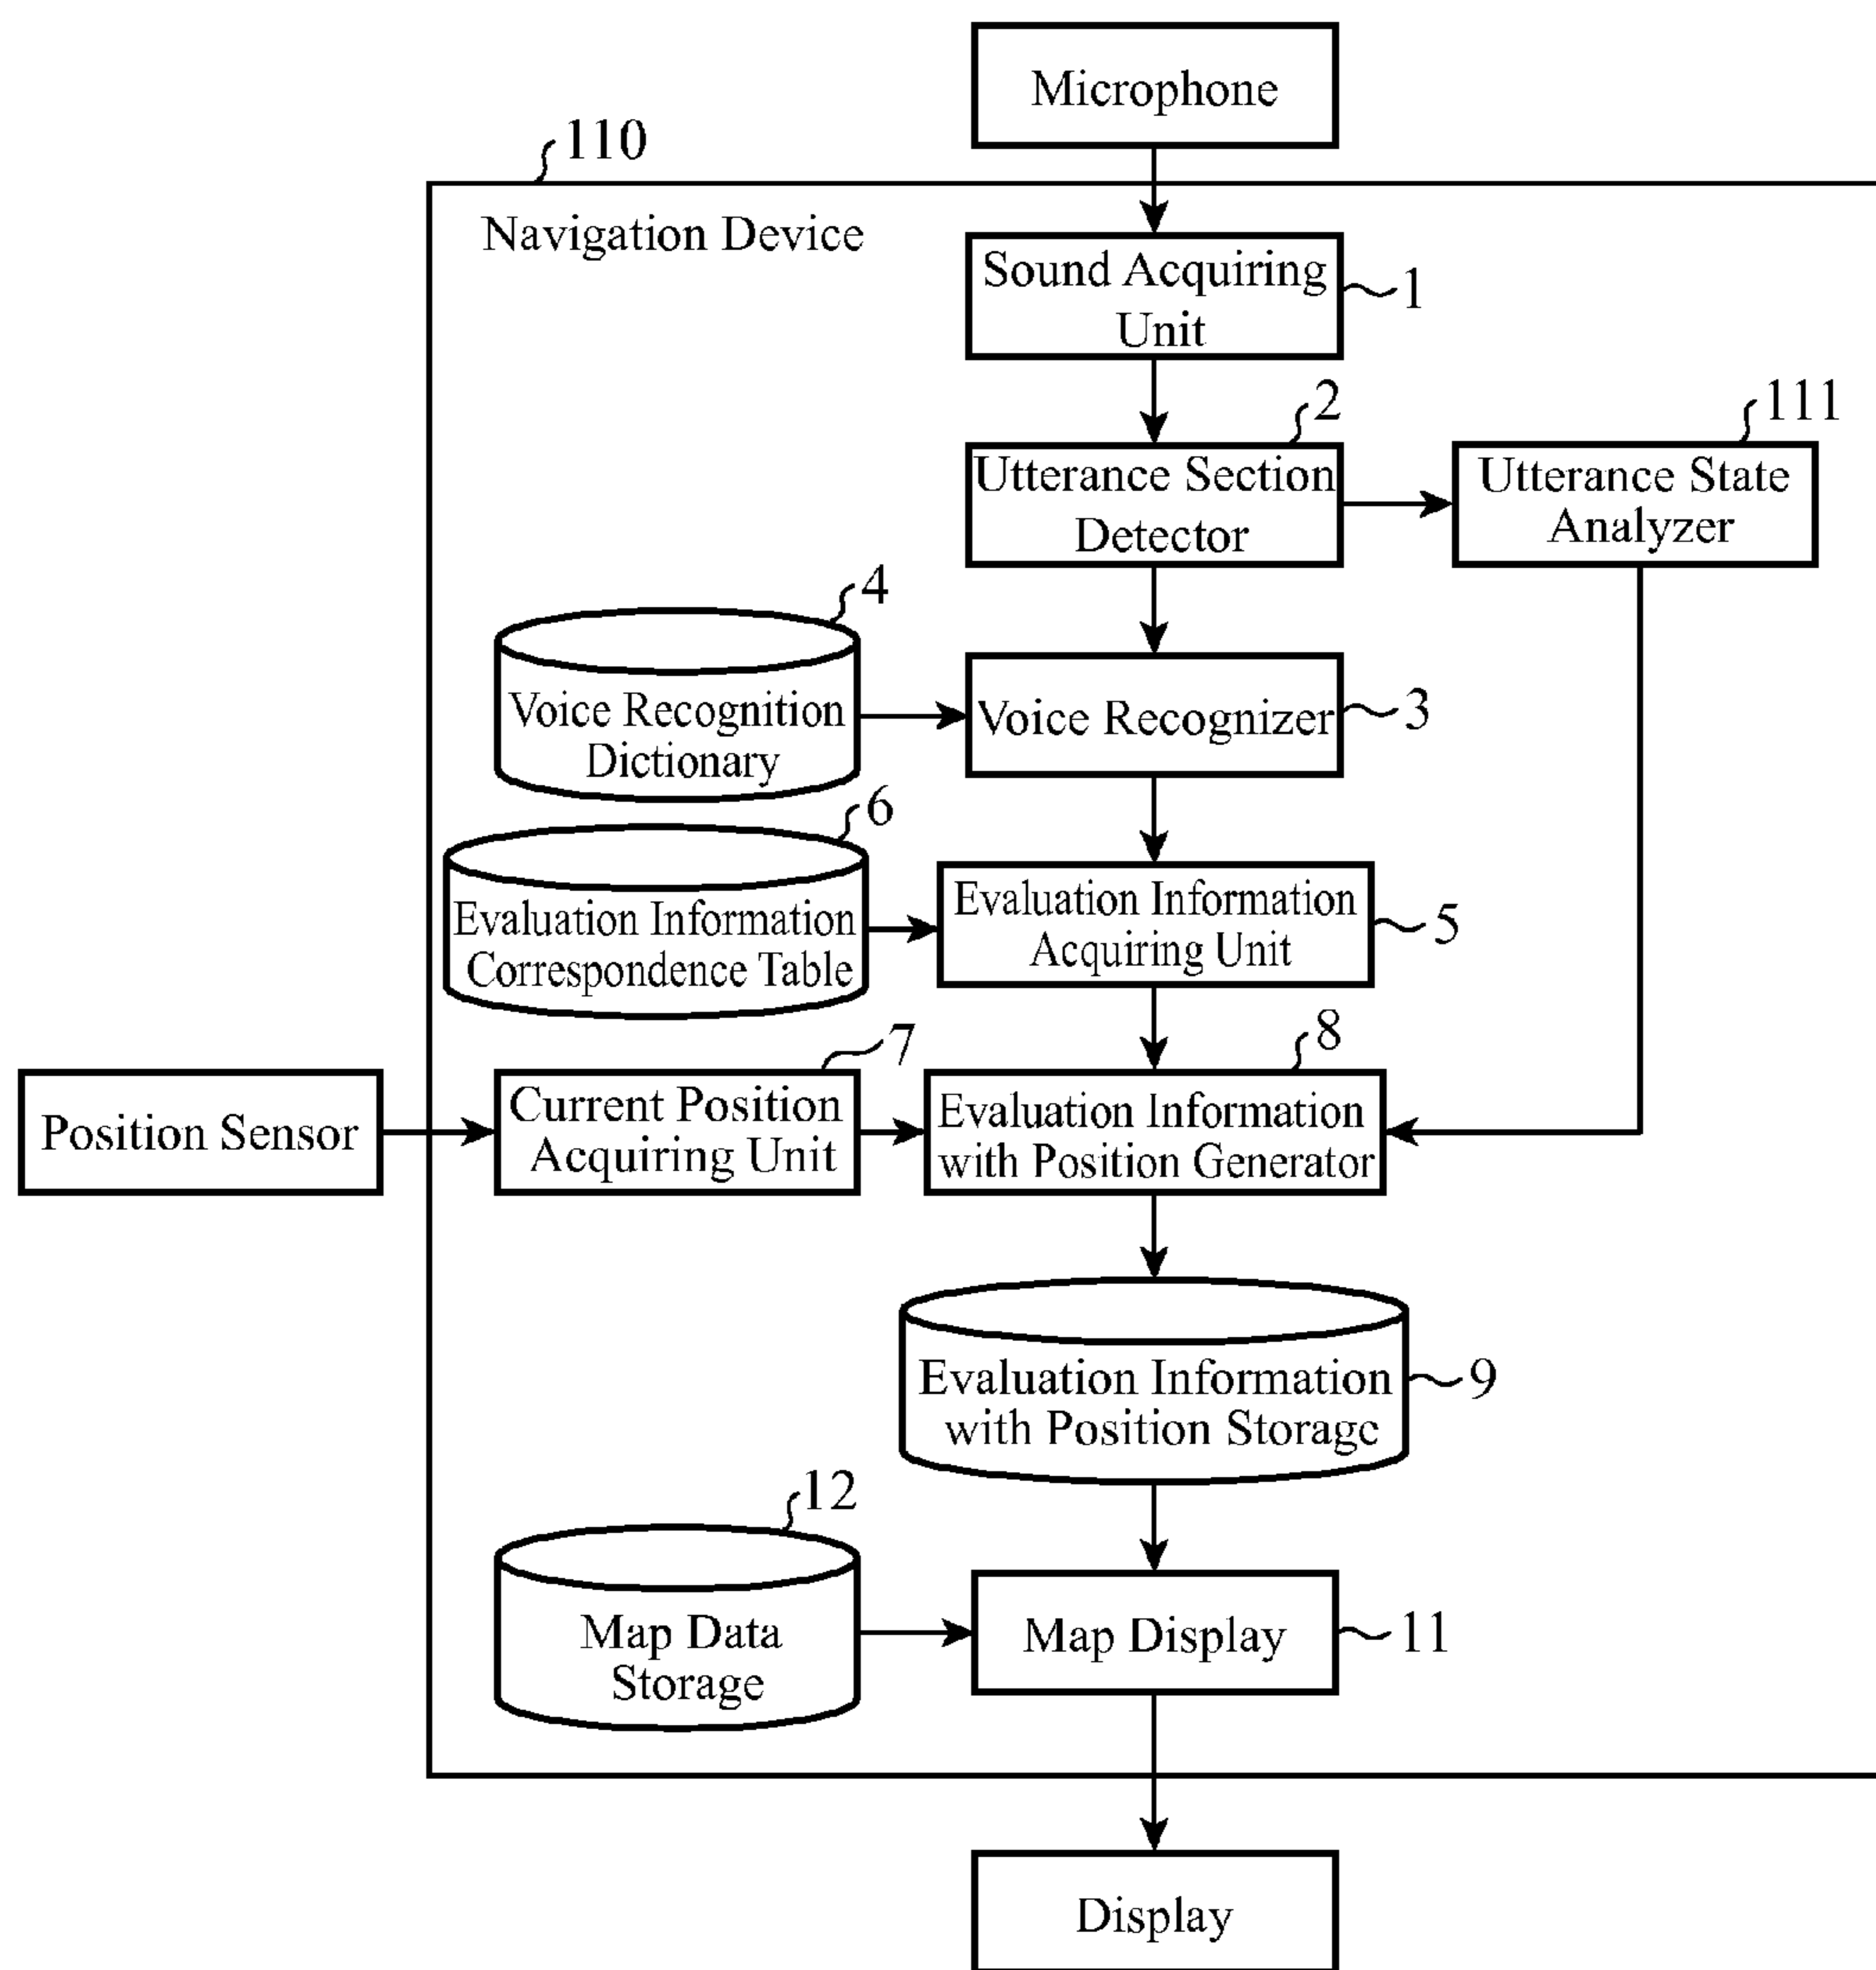 Microphone
110
Navigation Device
Sound Acquiring
Unit
1
2
Utterance Section
Detector
111
Utterance State
Analyzer
4
Voice Recognition
Dictionary
Voice Recognizer
3
6
Evaluation Information
Correspondence Table
Evaluation Information
Acquiring Unit
5
Position Sensor
7
Current Position
Acquiring Unit
8
Evaluation Information
with Position Generator
Evaluation Information
with Position Storage
9
12
Map Data
Storage
Map Display
11
Display